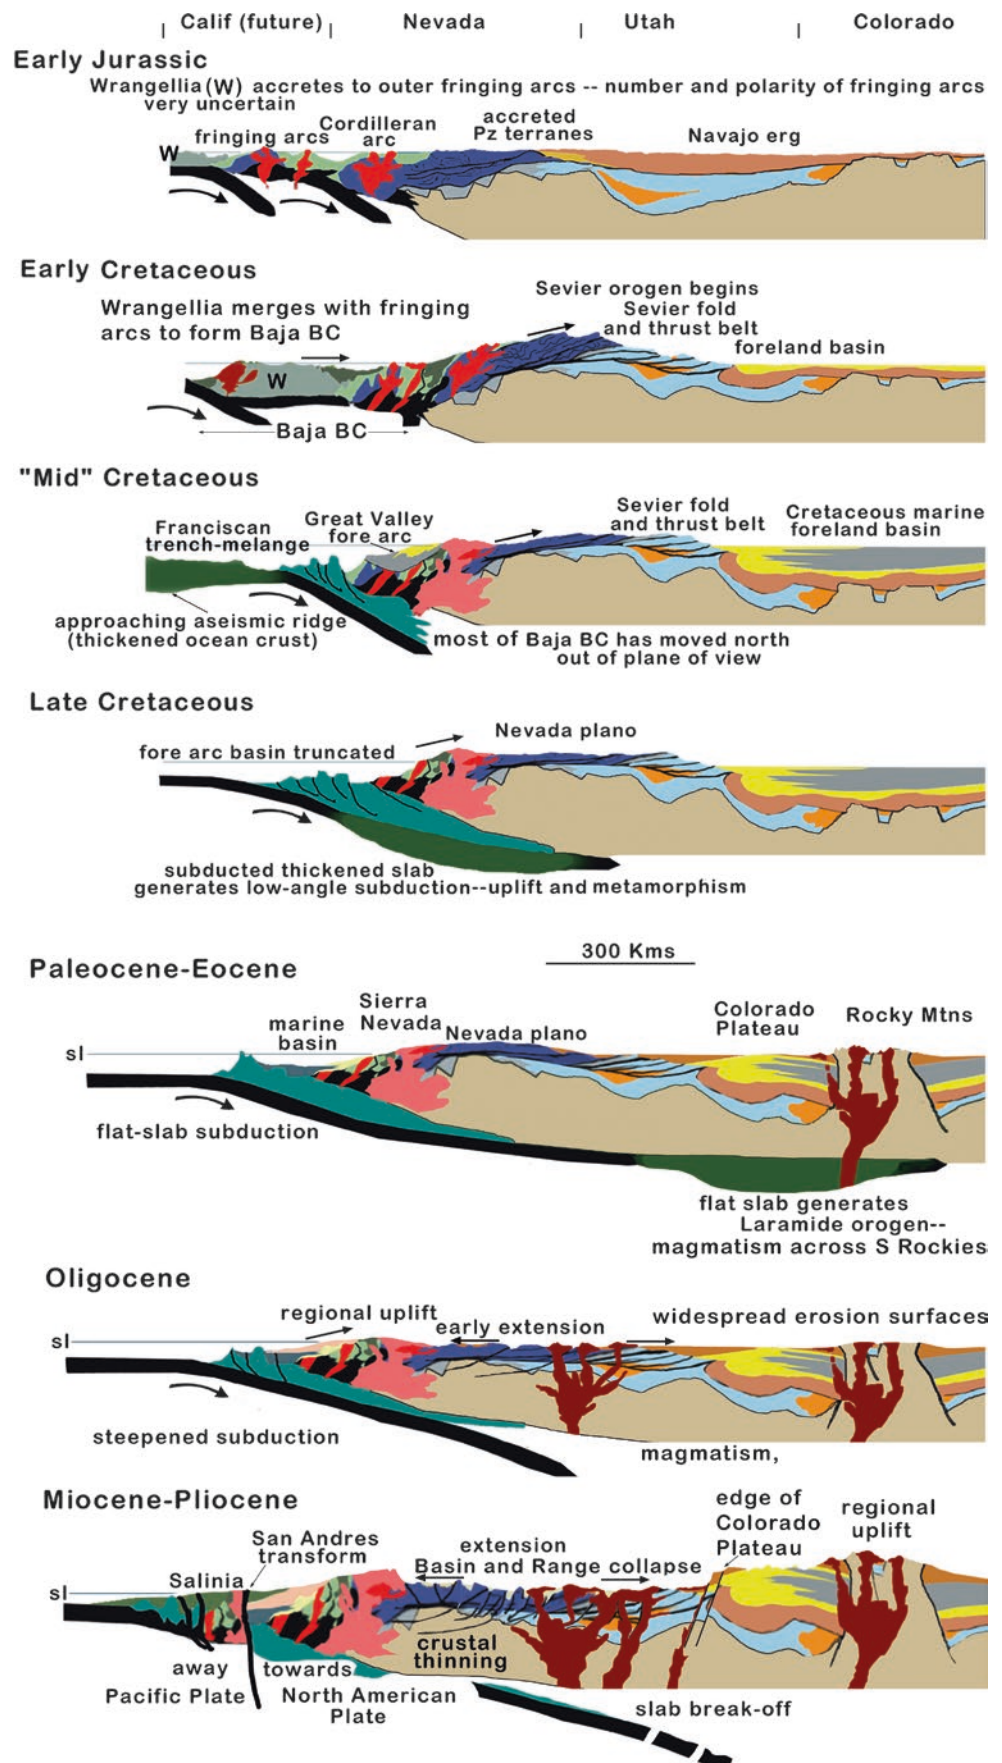 Calif (future) Nevada Utah Colorado
Early Jurassic
Wrangellia (W) accretes to outer fringing arcs -- number and polarity of fringing arcs
very uncertain
fringing arcs
Cordilleran
arc
accreted
Pz terranes
Navajo erg
W
Early Cretaceous
Wrangellia merges with fringing
arcs to form Baja BC
Sevier orogen begins
Sevier fold
and thrust belt
foreland basin
W
Baja BC
"Mid" Cretaceous
Franciscan
trench-melange
Great Valley
fore arc
Sevier fold
and thrust belt
Cretaceous marine
foreland basin
approaching aseismic ridge
(thickened ocean crust)
most of Baja BC has moved north
out of plane of view
Late Cretaceous
fore arc basin truncated
Nevada plano
subducted thickened slab
generates low-angle subduction--uplift and metamorphism
300 Kms
Paleocene-Eocene
sl
marine
basin
Sierra
Nevada
Nevada plano
Colorado
Plateau
Rocky Mtns
flat-slab subduction
flat slab generates
Laramide orogen--
magmatism across S Rockies
Oligocene
sl
regional uplift
early extension
widespread erosion surfaces
steepened subduction
magmatism,
Miocene-Pliocene
sl
Salinia
San Andres
transform
extension
Basin and Range collapse
edge of
Colorado
Plateau
regional
uplift
crustal
thinning
away
Pacific Plate
towards
North American
Plate
slab break-off